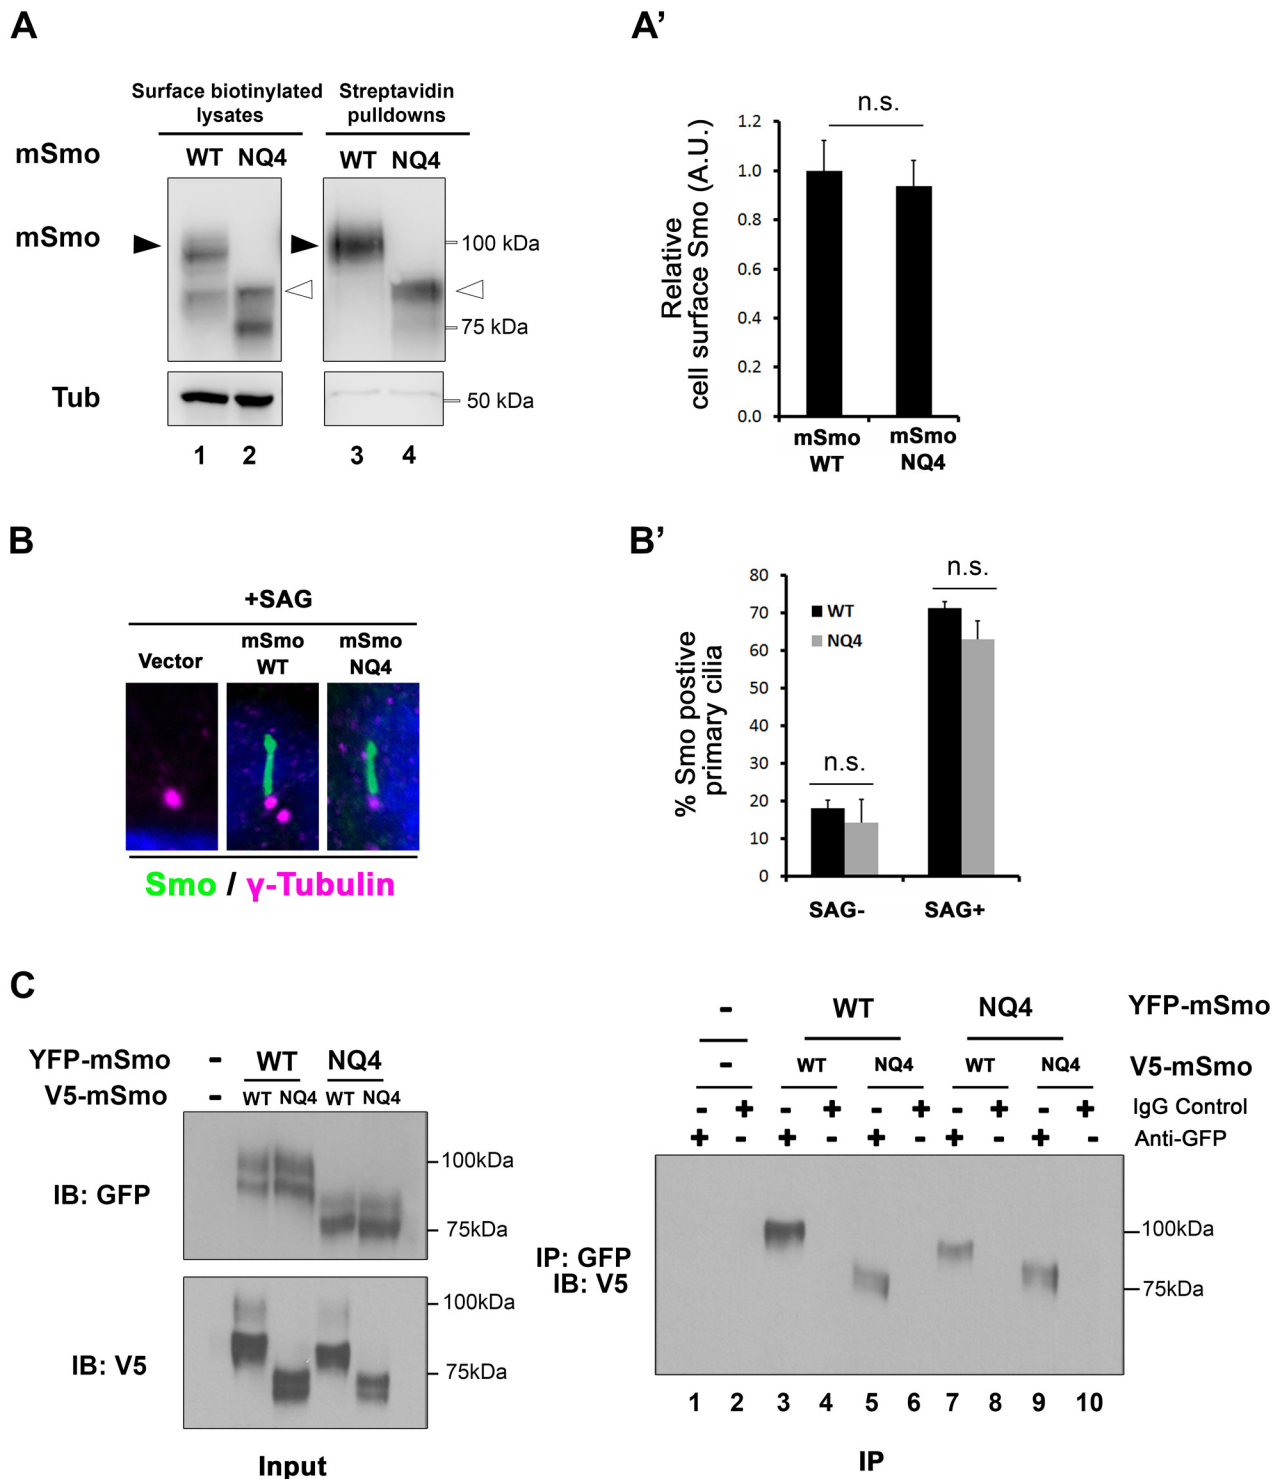 A
Surface biotinylated
lysates
Streptavidin
pulldowns
mSmo
WT NQ4
WT NQ4
mSmo
100 kDa
75 kDa
Tub
50 kDa
1 2 3 4
A’
n.s.
Relative
cell surface Smo (A.U.)
1.2
1.0
0.8
0.6
0.4
0.2
0.0
mSmo
WT
mSmo
NQ4
B
+SAG
Vector
mSmo
WT
mSmo
NQ4
Smo / γ-Tubulin
B’
% Smo postive
primary cilia
80
70
60
50
40
30
20
10
0
WT
NQ4
n.s.
n.s.
SAG-
SAG+
C
YFP-mSmo - WT NQ4
V5-mSmo - WT NQ4 WT NQ4
IB: GFP
100kDa
75kDa
IB: V5
100kDa
75kDa
Input
- WT NQ4 YFP-mSmo
- WT NQ4 WT NQ4 V5-mSmo
- + - + - + - + - + IgG Control
+ - + - + - + - + - Anti-GFP
IP: GFP
IB: V5
100kDa
75kDa
1 2 3 4 5 6 7 8 9 10
IP